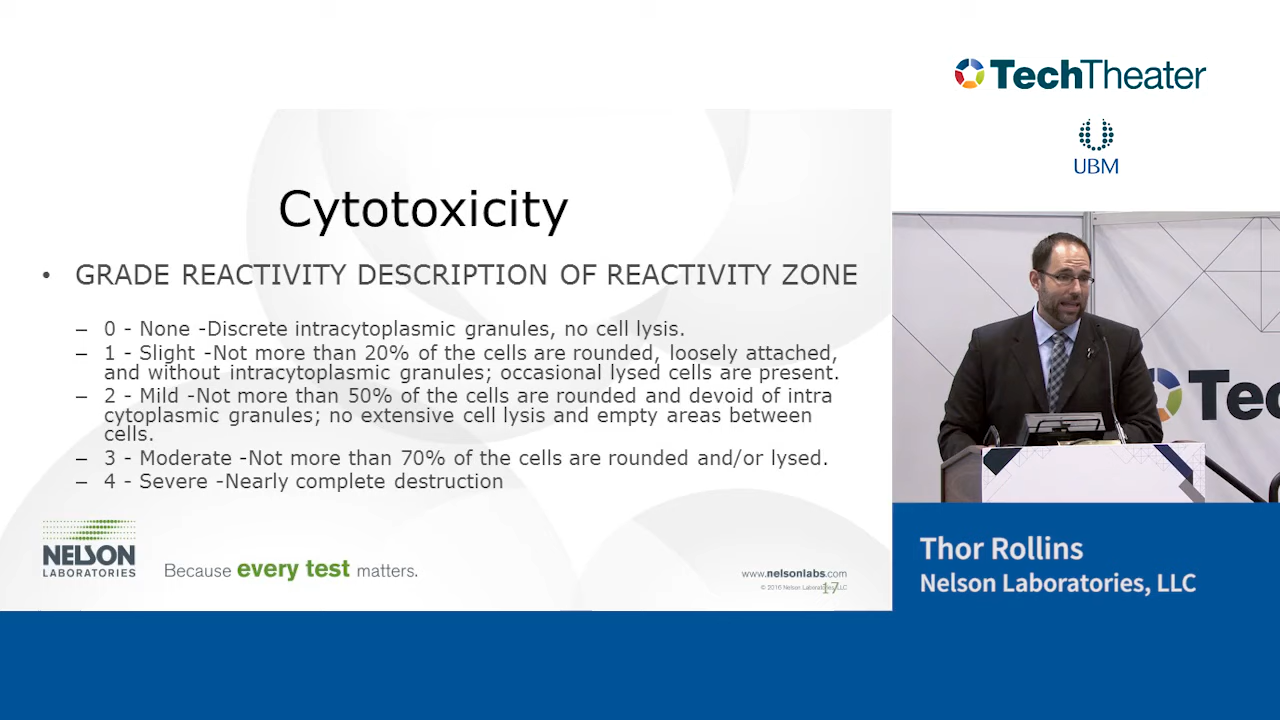 TechTheater
UBM
Cytotoxicity
• GRADE REACTIVITY DESCRIPTION OF REACTIVITY ZONE
– 0 - None -Discrete intracytoplasmic granules, no cell lysis.
– 1 - Slight -Not more than 20% of the cells are rounded, loosely attached,
and without intracytoplasmic granules; occasional lysed cells are present.
– 2 - Mild -Not more than 50% of the cells are rounded and devoid of intra
cytoplasmic granules; no extensive cell lysis and empty areas between
cells.
– 3 - Moderate -Not more than 70% of the cells are rounded and/or lysed.
– 4 - Severe -Nearly complete destruction
NELSON
LABORATORIES
Because every test matters.
www.nelsonlabs.com
© 2016 Nelson Laboratories, LLC
17
Tec
Thor Rollins
Nelson Laboratories, LLC